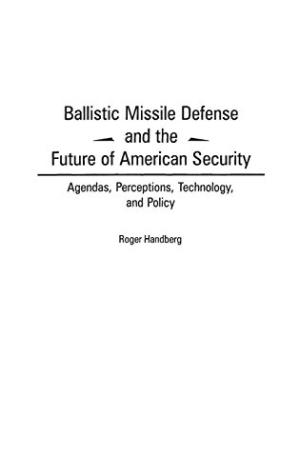 Ballistic Missile Defense
and the
Future of American Security
Agendas, Perceptions, Technology,
and Policy
Roger Handberg